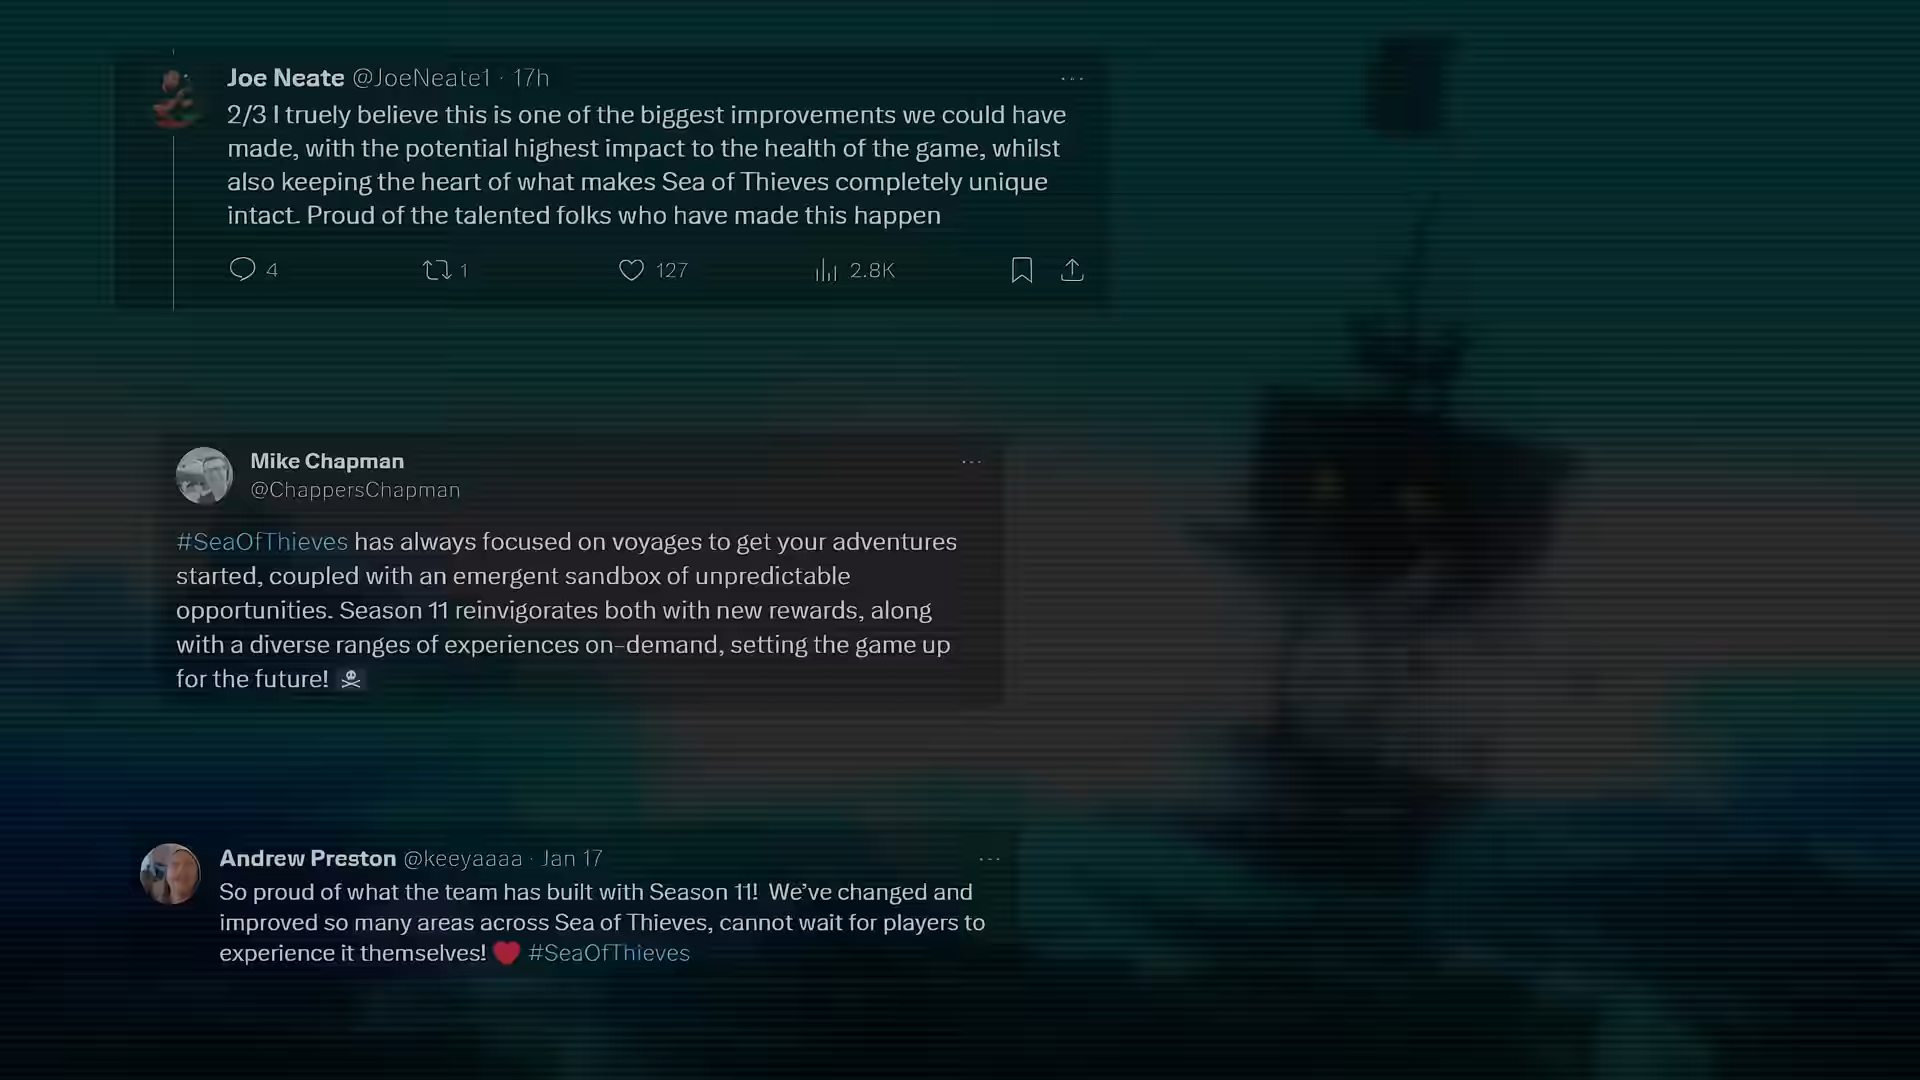 Joe Neate @JoeNeate1 · 17h
2/3 I truely believe this is one of the biggest improvements we could have
made, with the potential highest impact to the health of the game, whilst
also keeping the heart of what makes Sea of Thieves completely unique
intact. Proud of the talented folks who have made this happen
4 1 127 2.8K
Mike Chapman
@ChappersChapman
#SeaOfThieves has always focused on voyages to get your adventures
started, coupled with an emergent sandbox of unpredictable
opportunities. Season 11 reinvigorates both with new rewards, along
with a diverse ranges of experiences on-demand, setting the game up
for the future! ☠
Andrew Preston @keeyaaaa · Jan 17
So proud of what the team has built with Season 11! We've changed and
improved so many areas across Sea of Thieves, cannot wait for players to
experience it themselves! ❤ #SeaOfThieves